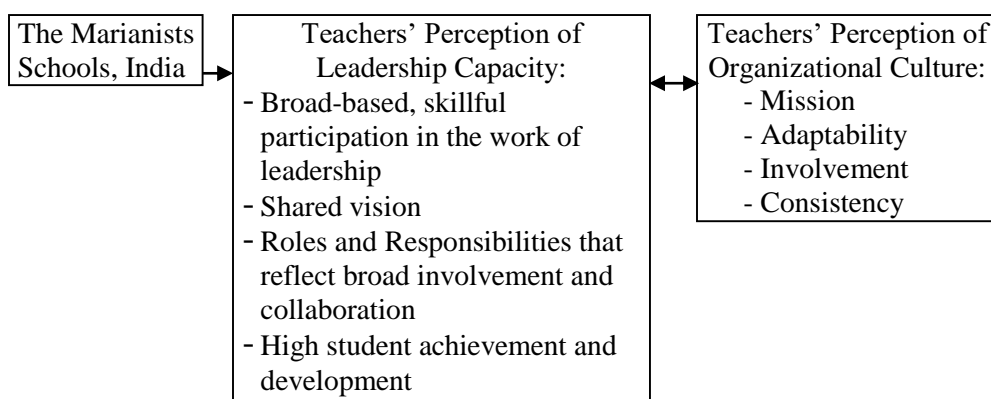 The Marianists
Schools, India
Teachers’ Perception of
Leadership Capacity:
- Broad-based, skillful
participation in the work of
leadership
- Shared vision
- Roles and Responsibilities that
reflect broad involvement and
collaboration
- High student achievement and
development
Teachers’ Perception of
Organizational Culture:
- Mission
- Adaptability
- Involvement
- Consistency